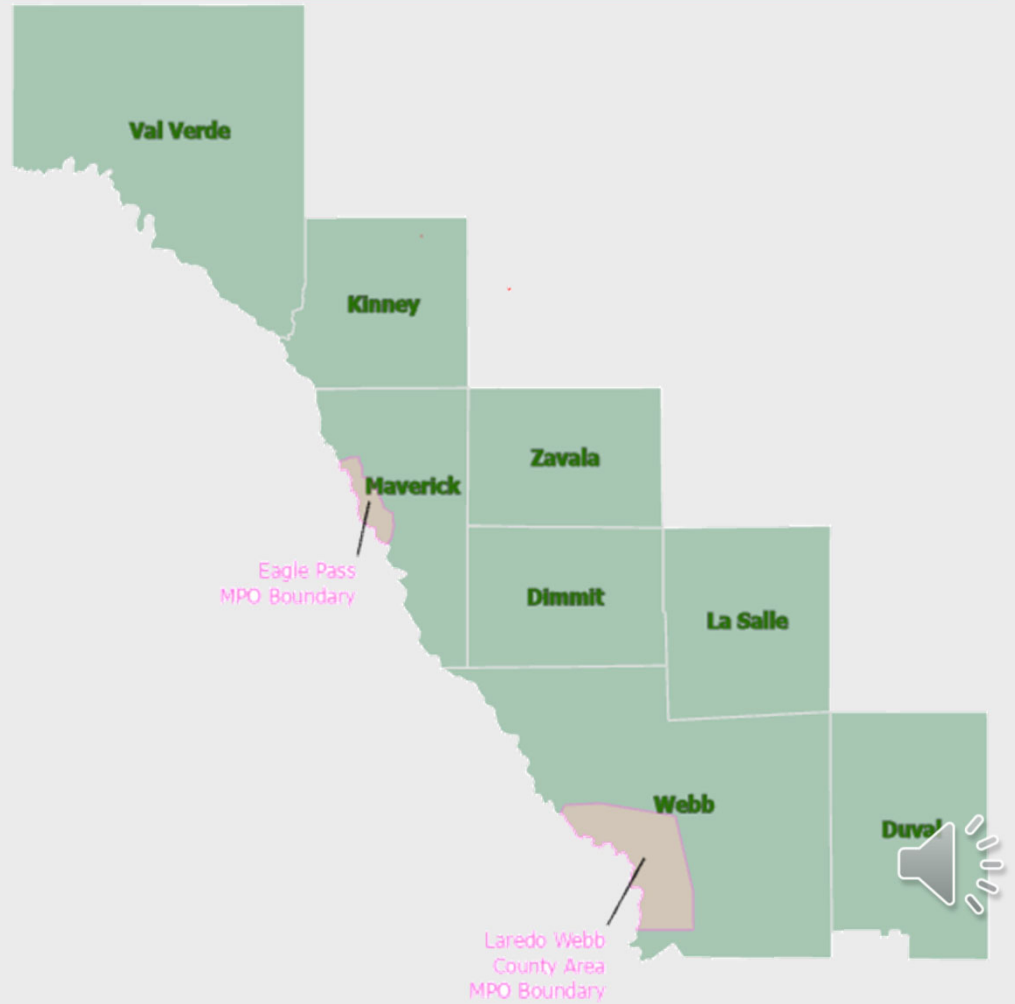 Val Verde
Kinney
Zavala
Maverick
Eagle Pass
MPO Boundary
Dimmit
La Salle
Webb
Duval
Laredo Webb
County Area
MPO Boundary